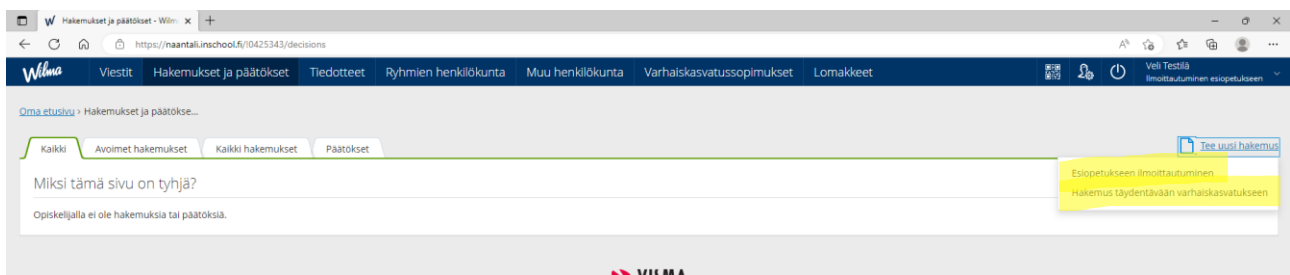 Hakemukset ja päätökset - Wilm
https://naantali.inschool.fi/!0425343/decisions
Wilma Viestit Hakemukset ja päätökset Tiedotteet Ryhmien henkilökunta Muu henkilökunta Varhaiskasvatussopimukset Lomakkeet
Veli Testilä
Ilmoittautuminen esiopetukseen
Oma etusivu › Hakemukset ja päätökse...
Kaikki Avoimet hakemukset Kaikki hakemukset Päätökset
Tee uusi hakemus
Esiopetukseen ilmoittautuminen
Hakemus täydentävään varhaiskasvatukseen
Miksi tämä sivu on tyhjä?
Opiskelijalla ei ole hakemuksia tai päätöksiä.
VISMA